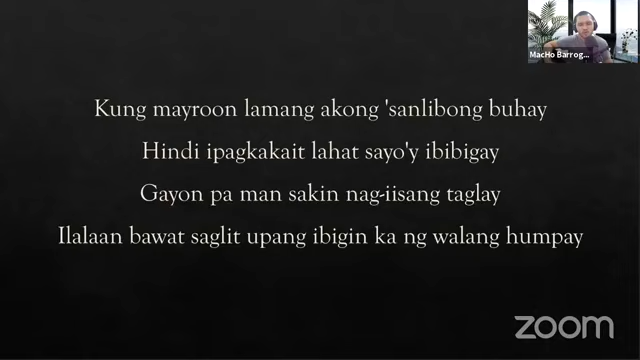 MacHo Barrog...
Kung mayroon lamang akong 'sanlibong buhay
Hindi ipagkakait lahat sayo'y ibibigay
Gayon pa man sakin nag-iisang taglay
Ilalaan bawat saglit upang ibigin ka ng walang humpay
zoom